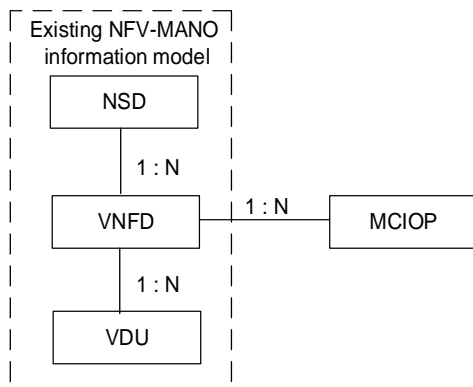 Existing NFV-MANO
information model
NSD
1 : N
VNFD
1 : N
MCIOP
1 : N
VDU